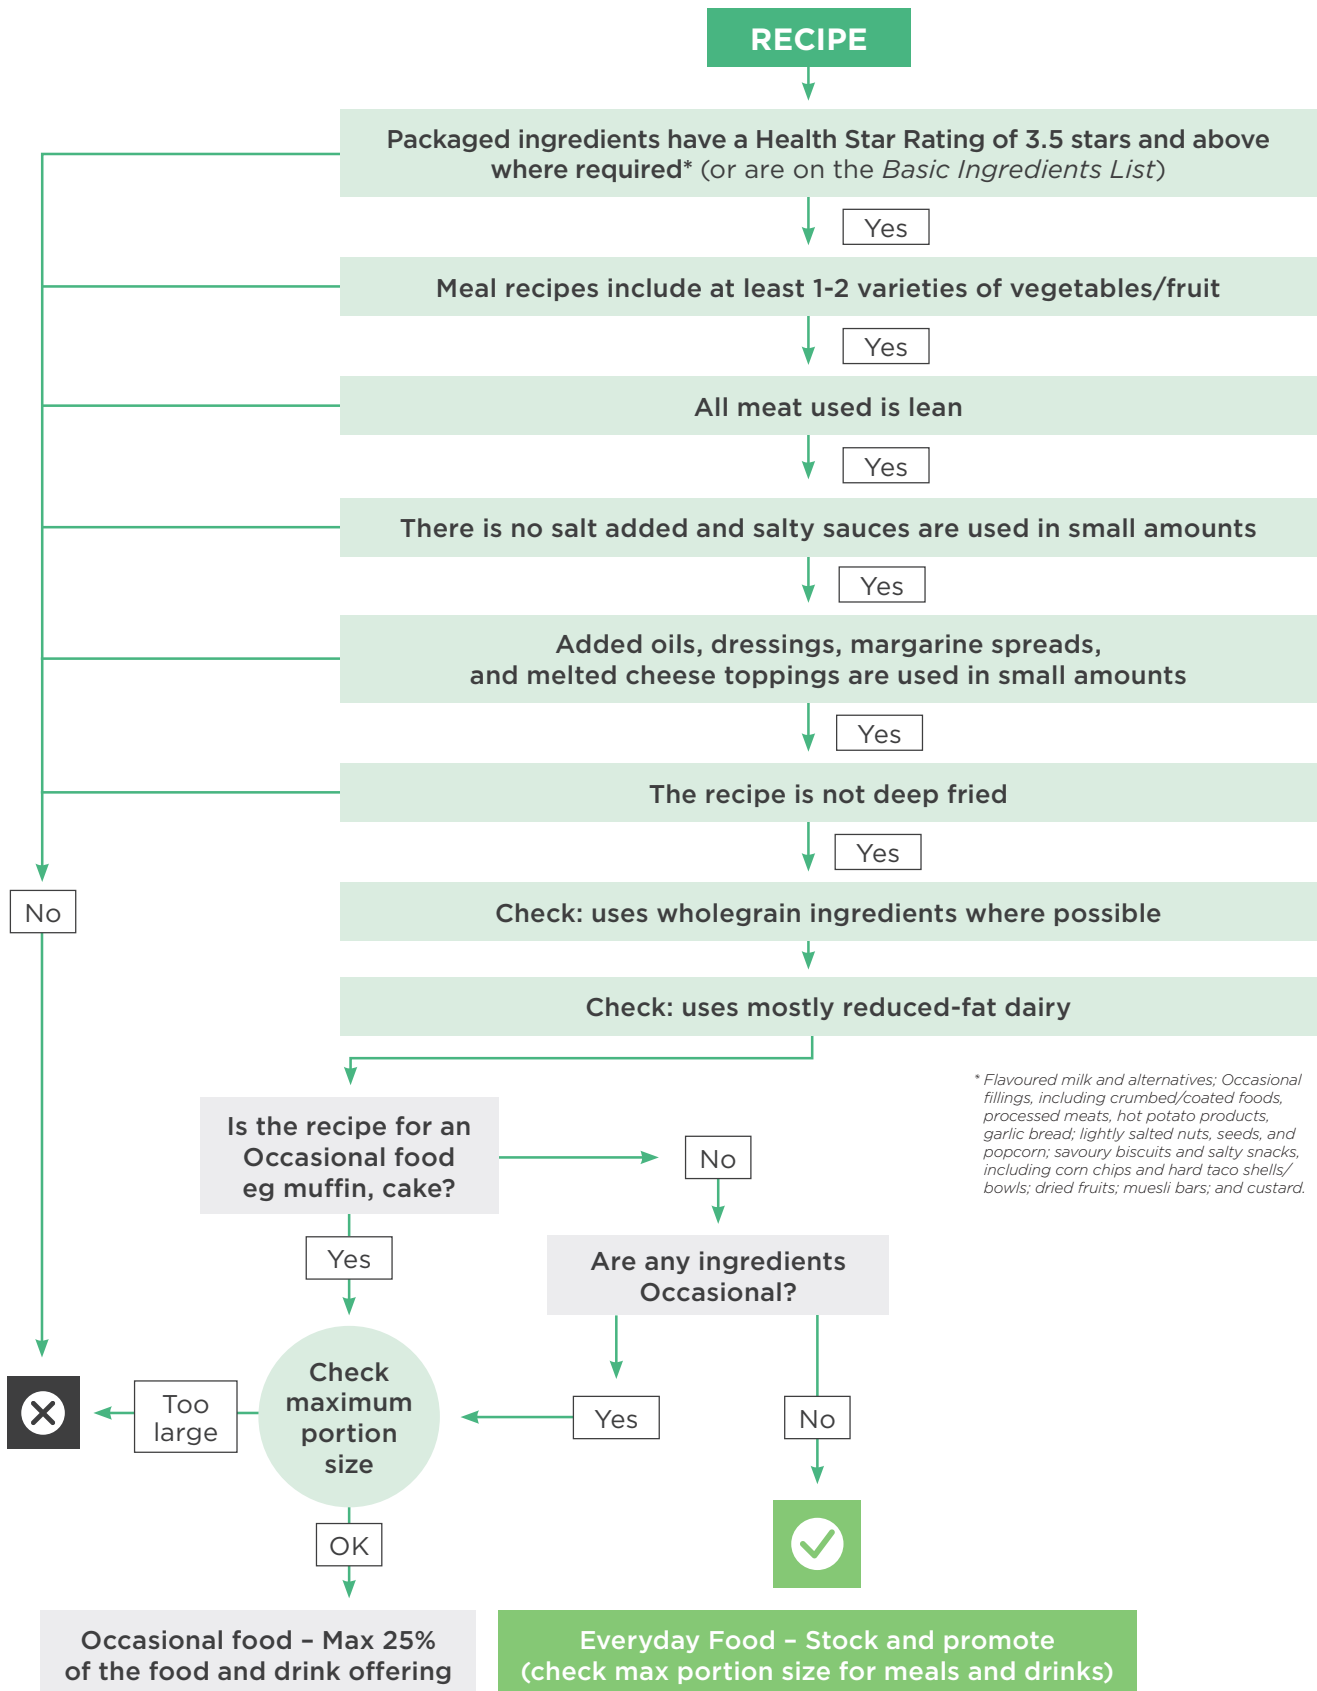 RECIPE
Packaged ingredients have a Health Star Rating of 3.5 stars and above
where required* (or are on the Basic Ingredients List)
Yes
Meal recipes include at least 1-2 varieties of vegetables/fruit
Yes
All meat used is lean
Yes
There is no salt added and salty sauces are used in small amounts
Yes
Added oils, dressings, margarine spreads,
and melted cheese toppings are used in small amounts
Yes
The recipe is not deep fried
Yes
No
Check: uses wholegrain ingredients where possible
Check: uses mostly reduced-fat dairy
* Flavoured milk and alternatives; Occasional
fillings, including crumbed/coated foods,
processed meats, hot potato products,
garlic bread; lightly salted nuts, seeds, and
popcorn; savoury biscuits and salty snacks,
including corn chips and hard taco shells/
bowls; dried fruits; muesli bars; and custard.
Is the recipe for an
Occasional food
eg muffin, cake?
No
Yes
Are any ingredients
Occasional?
Check
maximum
portion
size
Too
large
Yes
No
OK
Occasional food – Max 25%
of the food and drink offering
Everyday Food – Stock and promote
(check max portion size for meals and drinks)